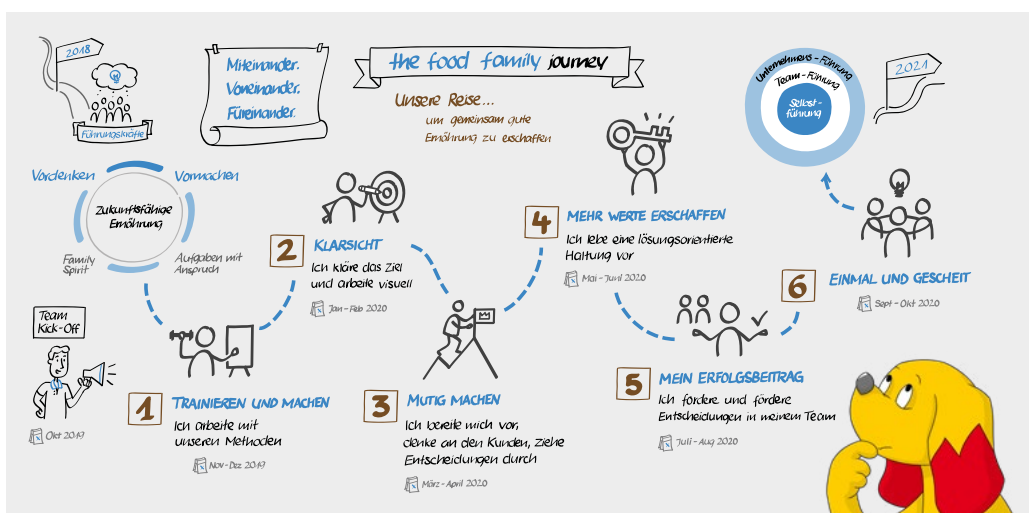 2018
Führungskräfte
Miteinander.
Voneinander.
Füreinander.
the food family journey
Unsere Reise...
um gemeinsam gute
Ernährung zu erschaffen
Unternehmens-Führung
Team-Führung
Selbst-
führung
2021
Vordenken
Vormachen
Zukunftsfähige
Ernährung
Family
Spirit
Aufgaben mit
Anspruch
Team
Kick-Off
Okt 2019
1 TRAINIEREN UND MACHEN
Ich arbeite mit
unseren Methoden
Nov-Dez 2019
2 KLARSICHT
Ich kläre das Ziel
und arbeite visuell
Jan-Feb 2020
3 MUTIG MACHEN
Ich bereite mich vor,
denke an den Kunden, ziehe
Entscheidungen durch
März-April 2020
4 MEHR WERTE ERSCHAFFEN
Ich lebe eine lösungsorientierte
Haltung vor
Mai-Juni 2020
5 MEIN ERFOLGSBEITRAG
Ich fordere und fördere
Entscheidungen in meinem Team
Juli-Aug 2020
6 EINMAL UND GESCHEIT
Sept-Okt 2020